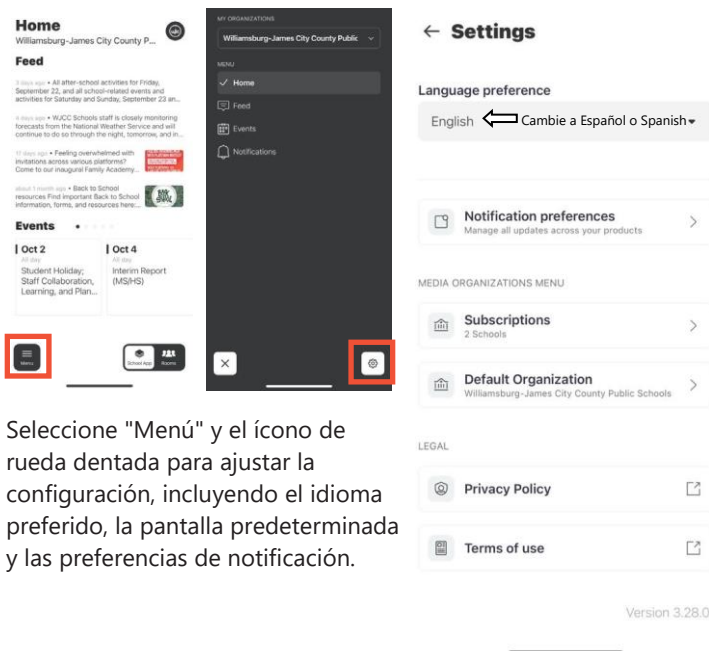 Home
Williamsburg-James City County P...
Feed
3 days ago • All after-school activities for Friday,
September 22, and all school-related events and
activities for Saturday and Sunday, September 23 an...
4 days ago • WJCC Schools staff is closely monitoring
forecasts from the National Weather Service and will
continue to do so through the night, tomorrow, and in...
17 days ago • Feeling overwhelmed with
invitations across various platforms?
Come to our inaugural Family Academy...
about 1 month ago • Back to School
resources Find important Back to School
information, forms, and resources here:...
Events
Oct 2
All day
Student Holiday;
Staff Collaboration,
Learning, and Plan...
Oct 4
All day
Interim Report
(MS/HS)
Menu
School App
Rooms
MY ORGANIZATIONS
Williamsburg-James City County Public
MENU
Home
Feed
Events
Notifications
Seleccione "Menú" y el ícono de
rueda dentada para ajustar la
configuración, incluyendo el idioma
preferido, la pantalla predeterminada
y las preferencias de notificación.
← Settings
Language preference
English Cambie a Español o Spanish
Notification preferences
Manage all updates across your products
MEDIA ORGANIZATIONS MENU
Subscriptions
2 Schools
Default Organization
Williamsburg-James City County Public Schools
LEGAL
Privacy Policy
Terms of use
Version 3.28.0